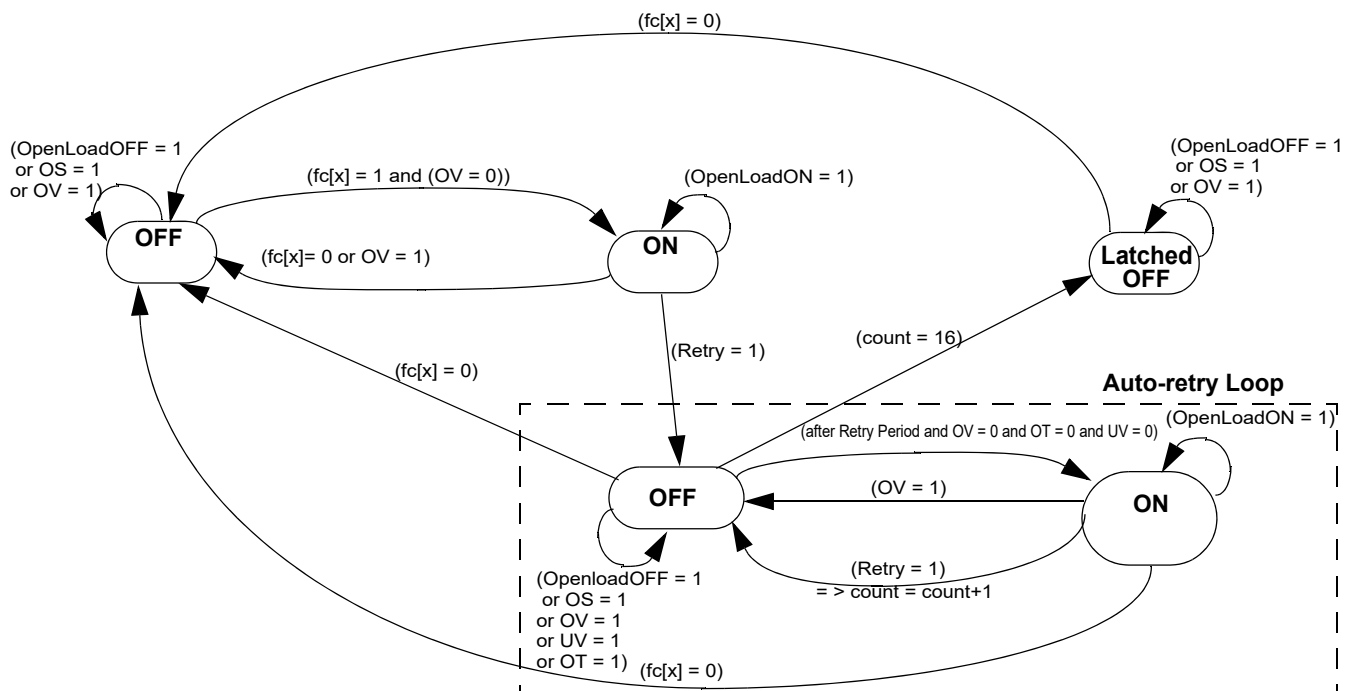 (fc[x] = 0)
(OpenLoadOFF = 1
or OS = 1
or OV = 1)
(fc[x] = 1 and (OV = 0))
(OpenLoadON = 1)
(OpenLoadOFF = 1
or OS = 1
or OV = 1)
OFF
(fc[x]= 0 or OV = 1)
ON
Latched
OFF
(Retry = 1)
(count = 16)
(fc[x] = 0)
Auto-retry Loop
(OpenLoadON = 1)
(after Retry Period and OV = 0 and OT = 0 and UV = 0)
OFF
(OV = 1)
ON
(Retry = 1)
= > count = count+1
(OpenloadOFF = 1
or OS = 1
or OV = 1
or UV = 1
or OT = 1)
(fc[x] = 0)